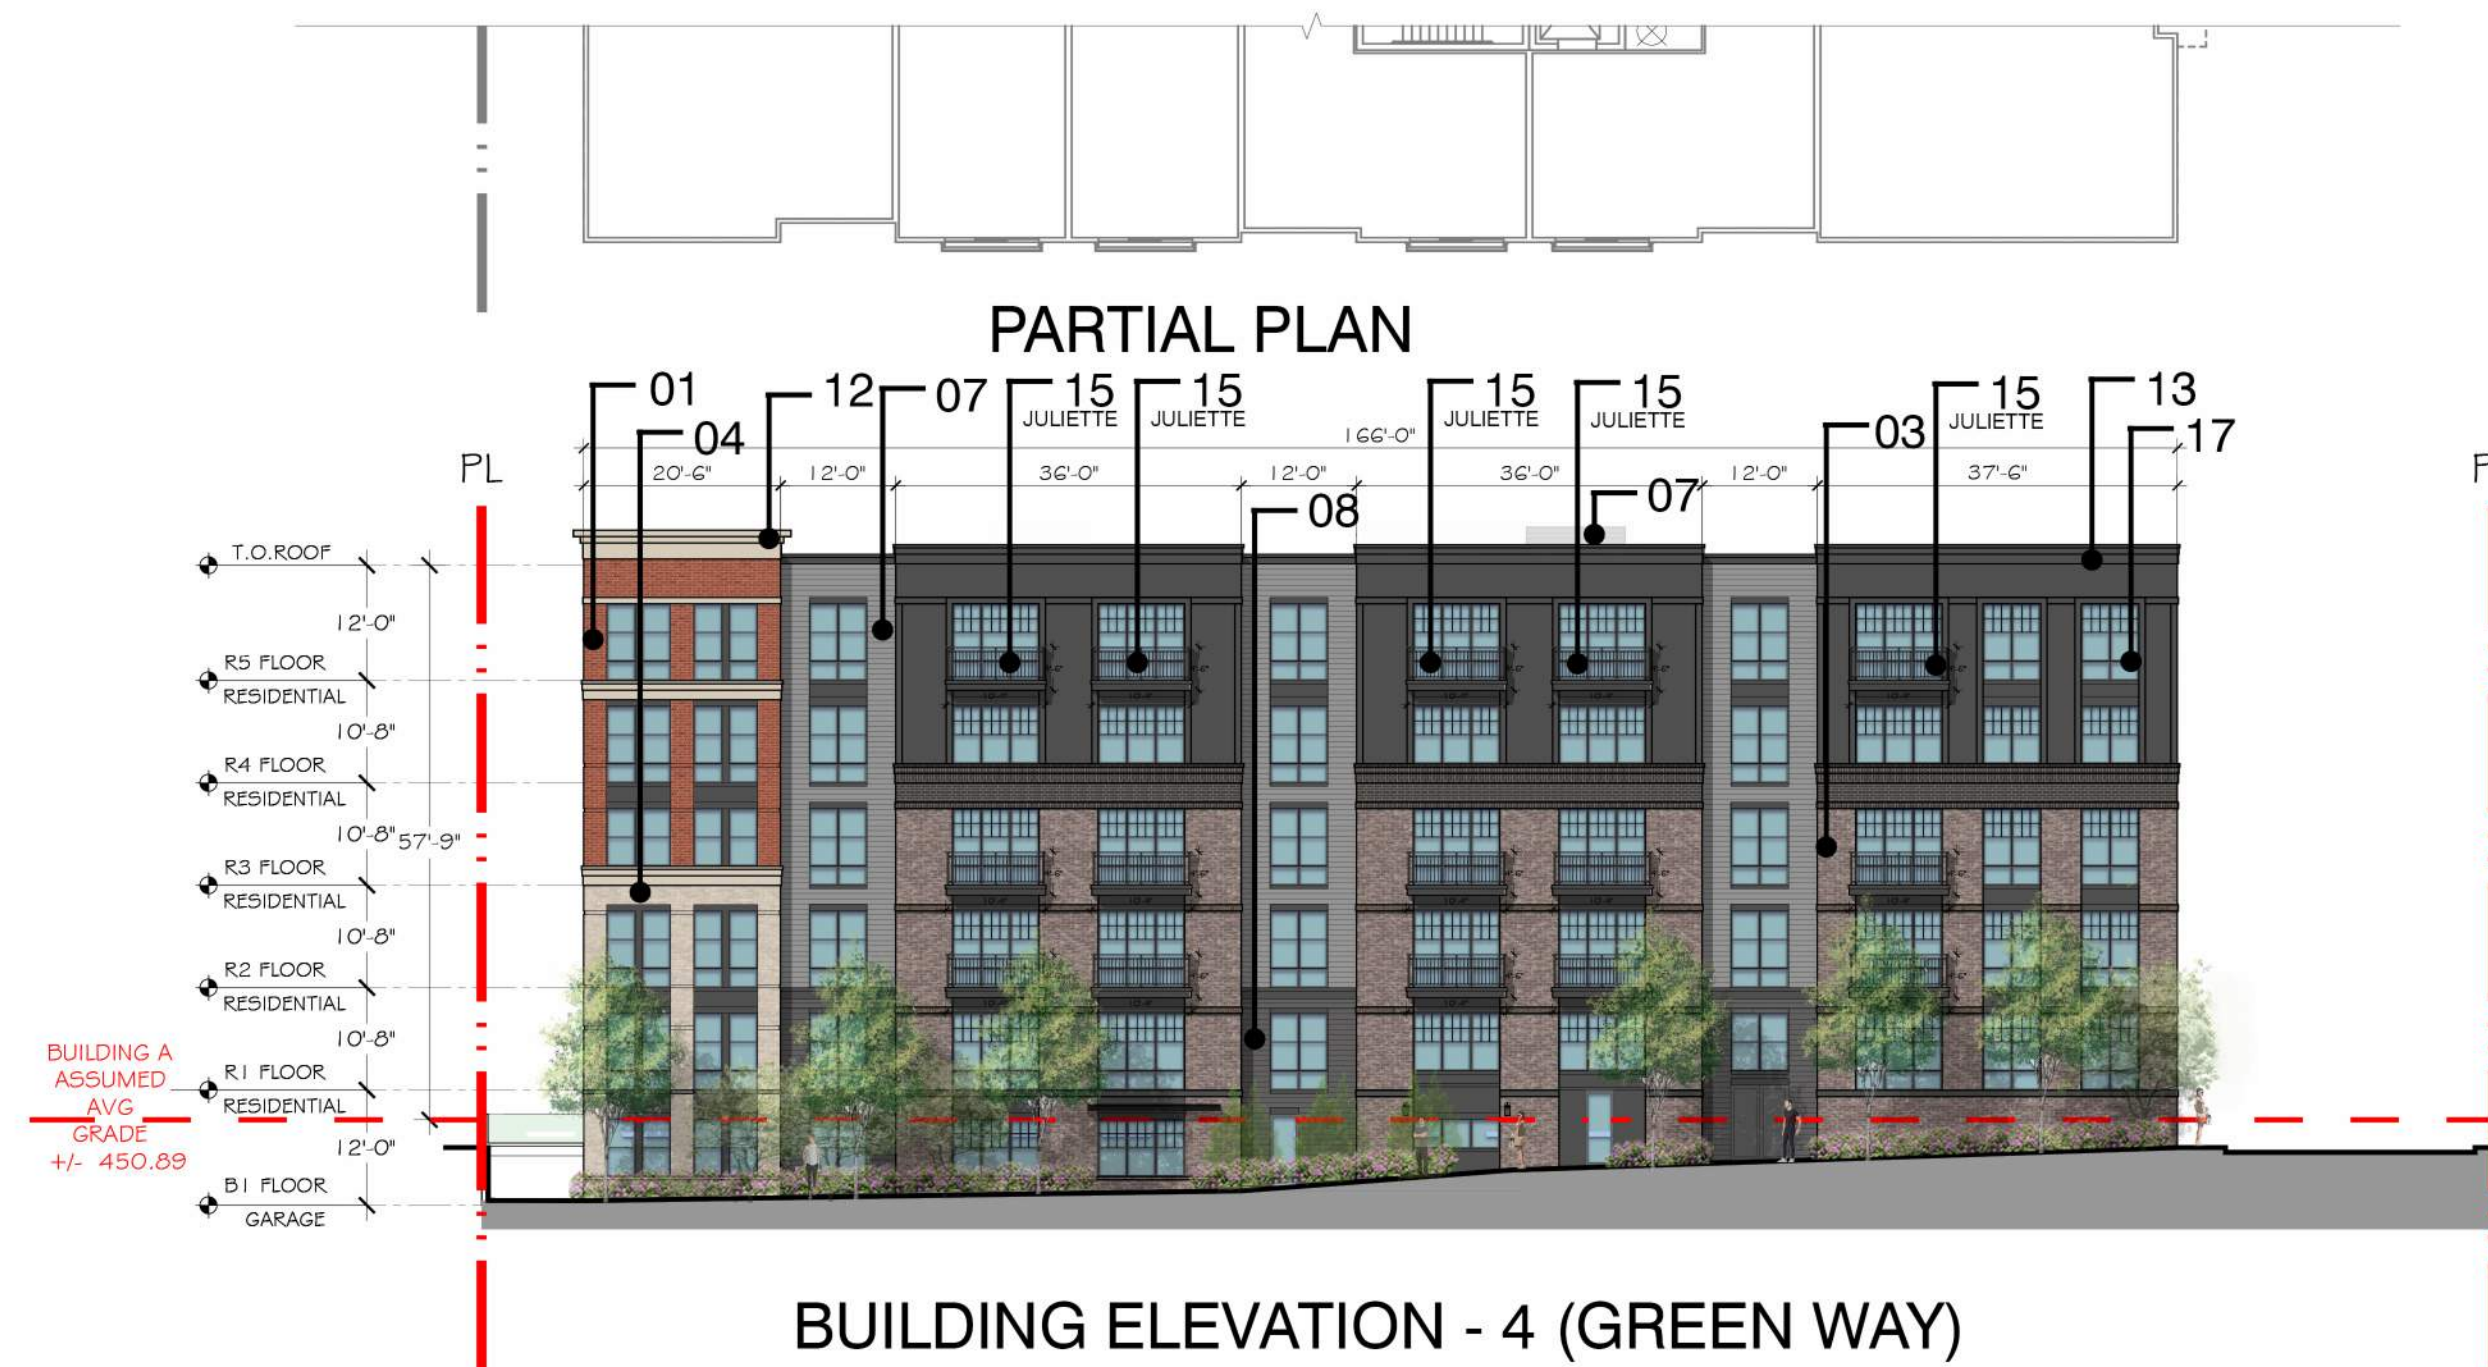 PARTIAL PLAN
01
12
07
15
JULIETTE
15
JULIETTE
15
JULIETTE
15
JULIETTE
15
JULIETTE
13
04
03
17
166'-0"
PL
20'-6"
12'-0"
36'-0"
12'-0"
36'-0"
12'-0"
37'-6"
08
07
T.O.ROOF
12'-0"
R5 FLOOR
RESIDENTIAL
10'-8"
R4 FLOOR
RESIDENTIAL
10'-8"
57'-9"
R3 FLOOR
RESIDENTIAL
10'-8"
R2 FLOOR
RESIDENTIAL
10'-8"
R1 FLOOR
RESIDENTIAL
BUILDING A
ASSUMED
AVG
GRADE
+/- 450.89
12'-0"
B1 FLOOR
GARAGE
BUILDING ELEVATION - 4 (GREEN WAY)